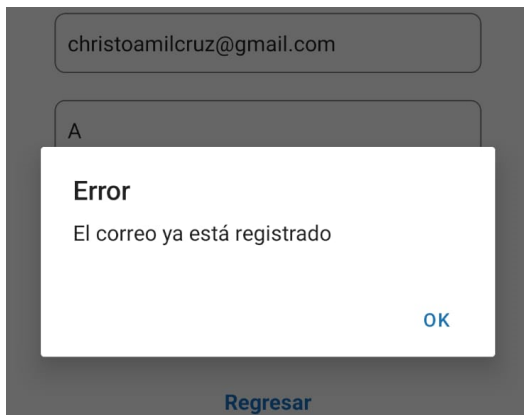 christoamilcruz@gmail.com
A
Error
El correo ya está registrado
OK
Regresar